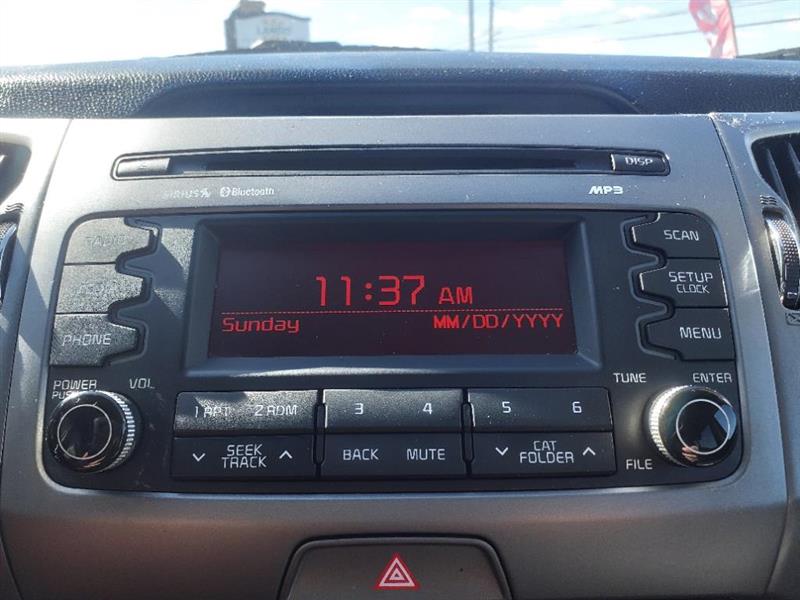 DISP
SIRIUS
Bluetooth
MP3
RADIO
SCAN
SETUP
CLOCK
11:37 AM
Sunday MM/DD/YYYY
PHONE
MENU
POWER
PUSH
VOL
TUNE
ENTER
1 RPT
2 RDM
3
4
5
6
SEEK
TRACK
BACK
MUTE
CAT
FOLDER
FILE